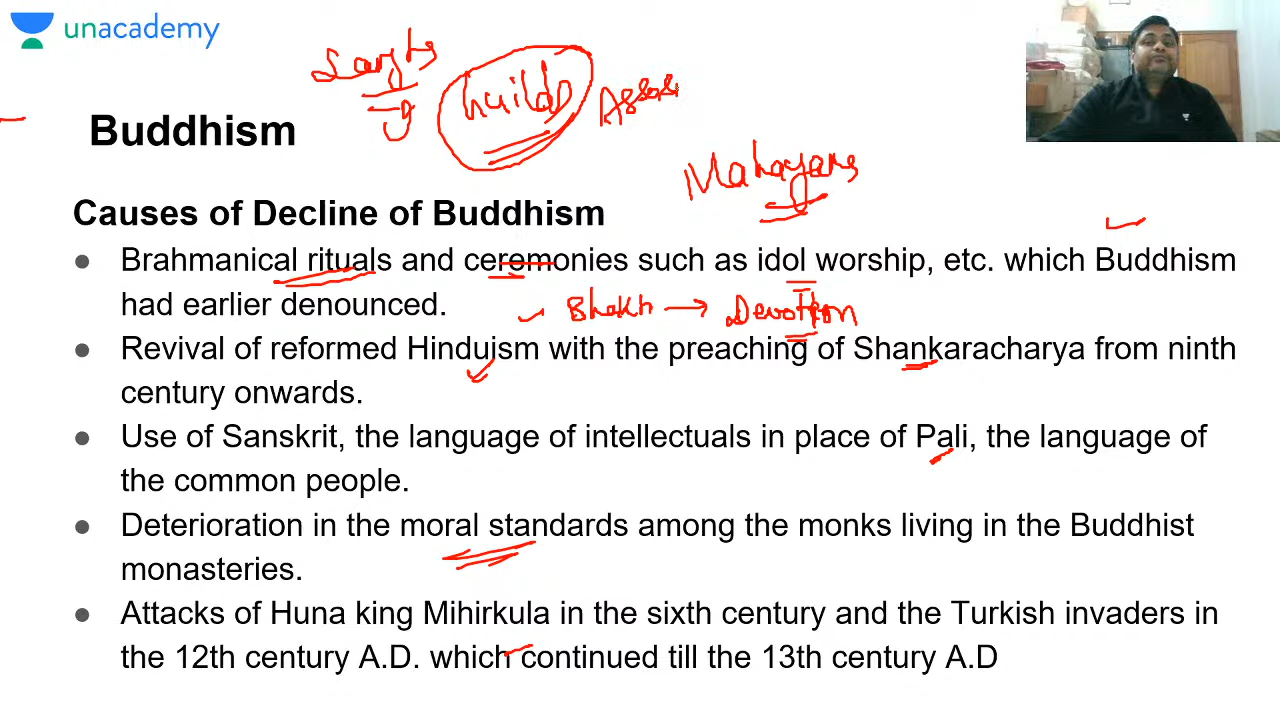 unacademy
Buddhism
Mahayana
Causes of Decline of Buddhism
● Brahmanical rituals and ceremonies such as idol worship, etc. which Buddhism
had earlier denounced.
Bhakti → Devotion
● Revival of reformed Hinduism with the preaching of Shankaracharya from ninth
century onwards.
● Use of Sanskrit, the language of intellectuals in place of Pali, the language of
the common people.
● Deterioration in the moral standards among the monks living in the Buddhist
monasteries.
● Attacks of Huna king Mihirkula in the sixth century and the Turkish invaders in
the 12th century A.D. which continued till the 13th century A.D